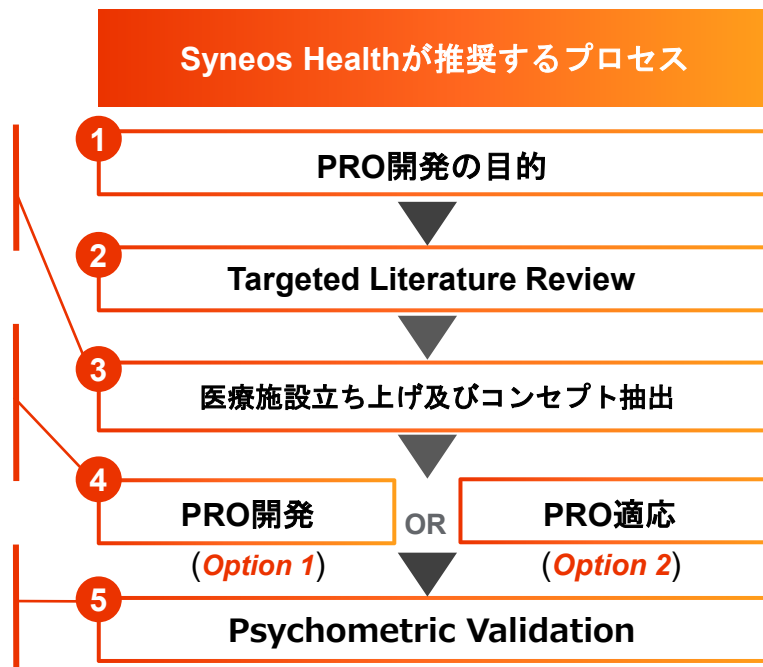 Syneos Healthが推奨するプロセス
1
PRO開発の目的
2
Targeted Literature Review
3
医療施設立ち上げ及びコンセプト抽出
4
PRO開発 OR PRO適応
(Option 1) (Option 2)
5
Psychometric Validation